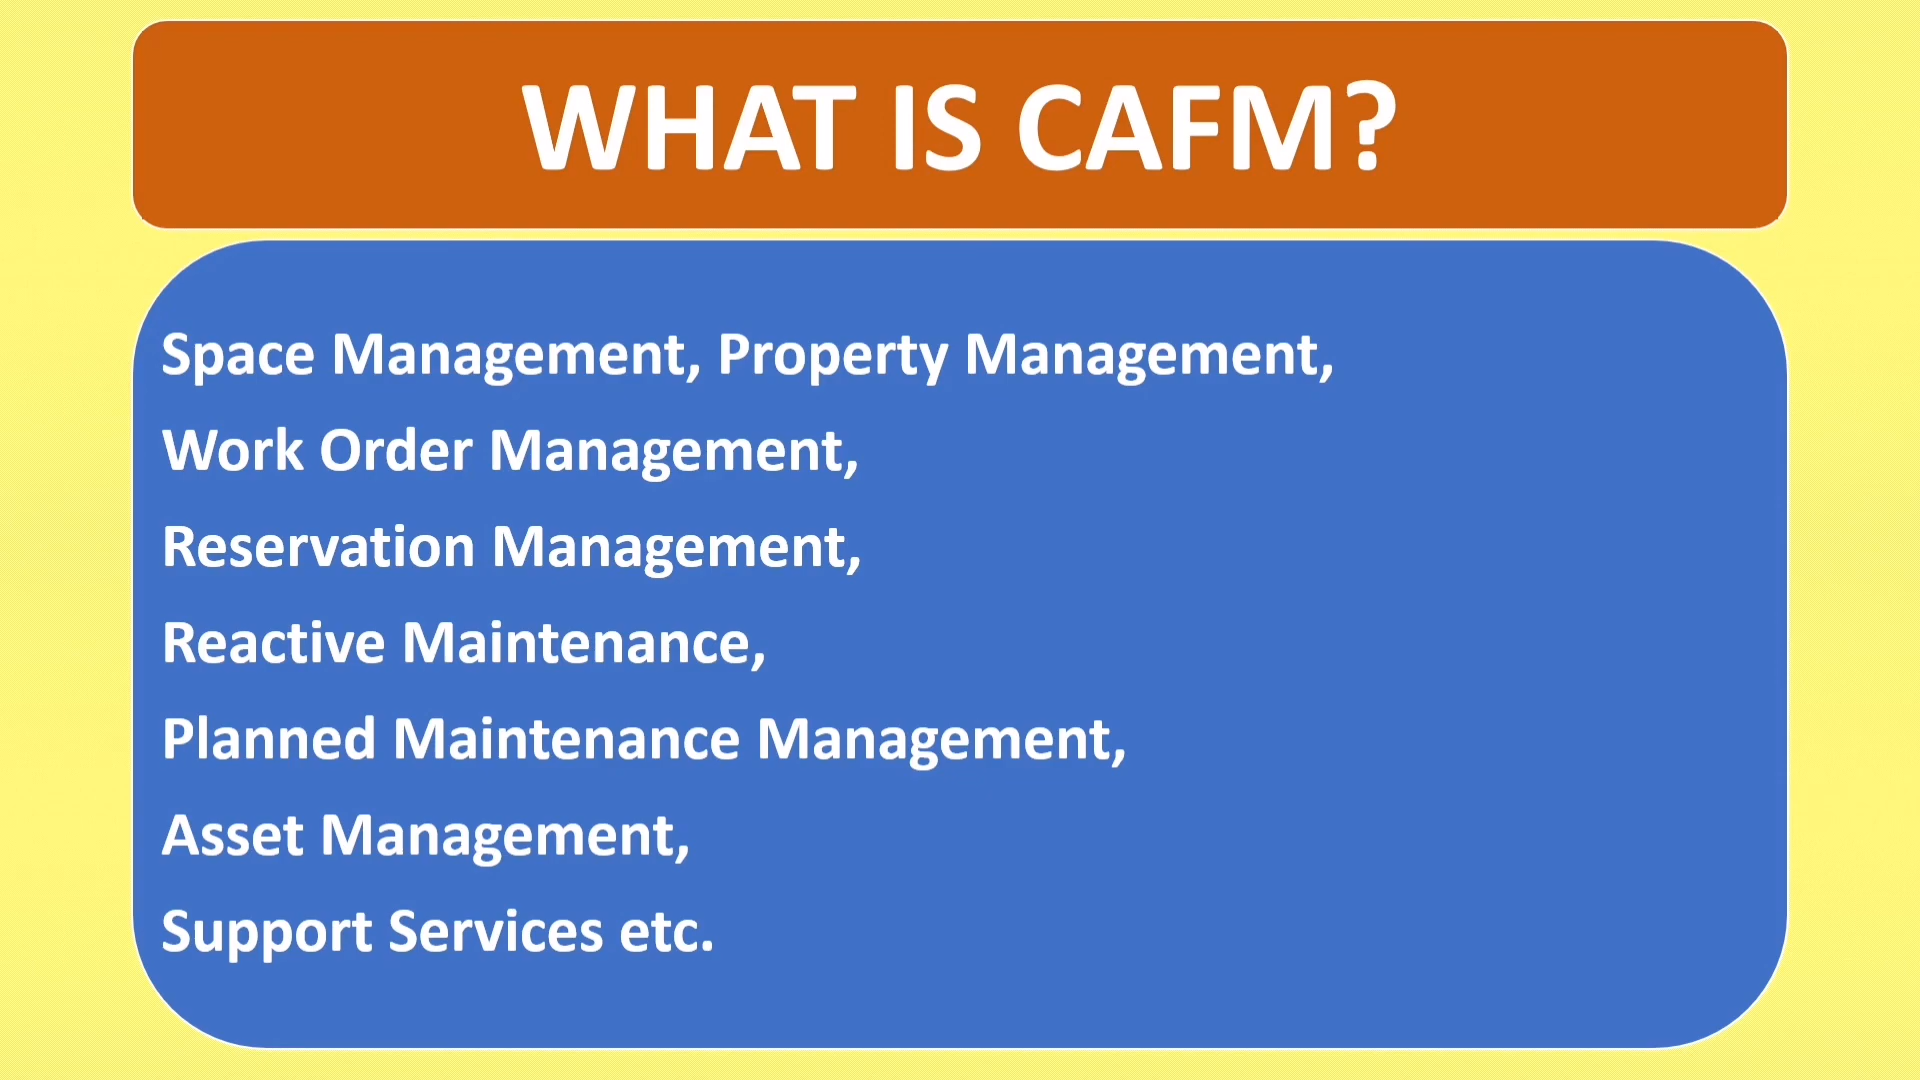 WHAT IS CAFM?
Space Management, Property Management,
Work Order Management,
Reservation Management,
Reactive Maintenance,
Planned Maintenance Management,
Asset Management,
Support Services etc.